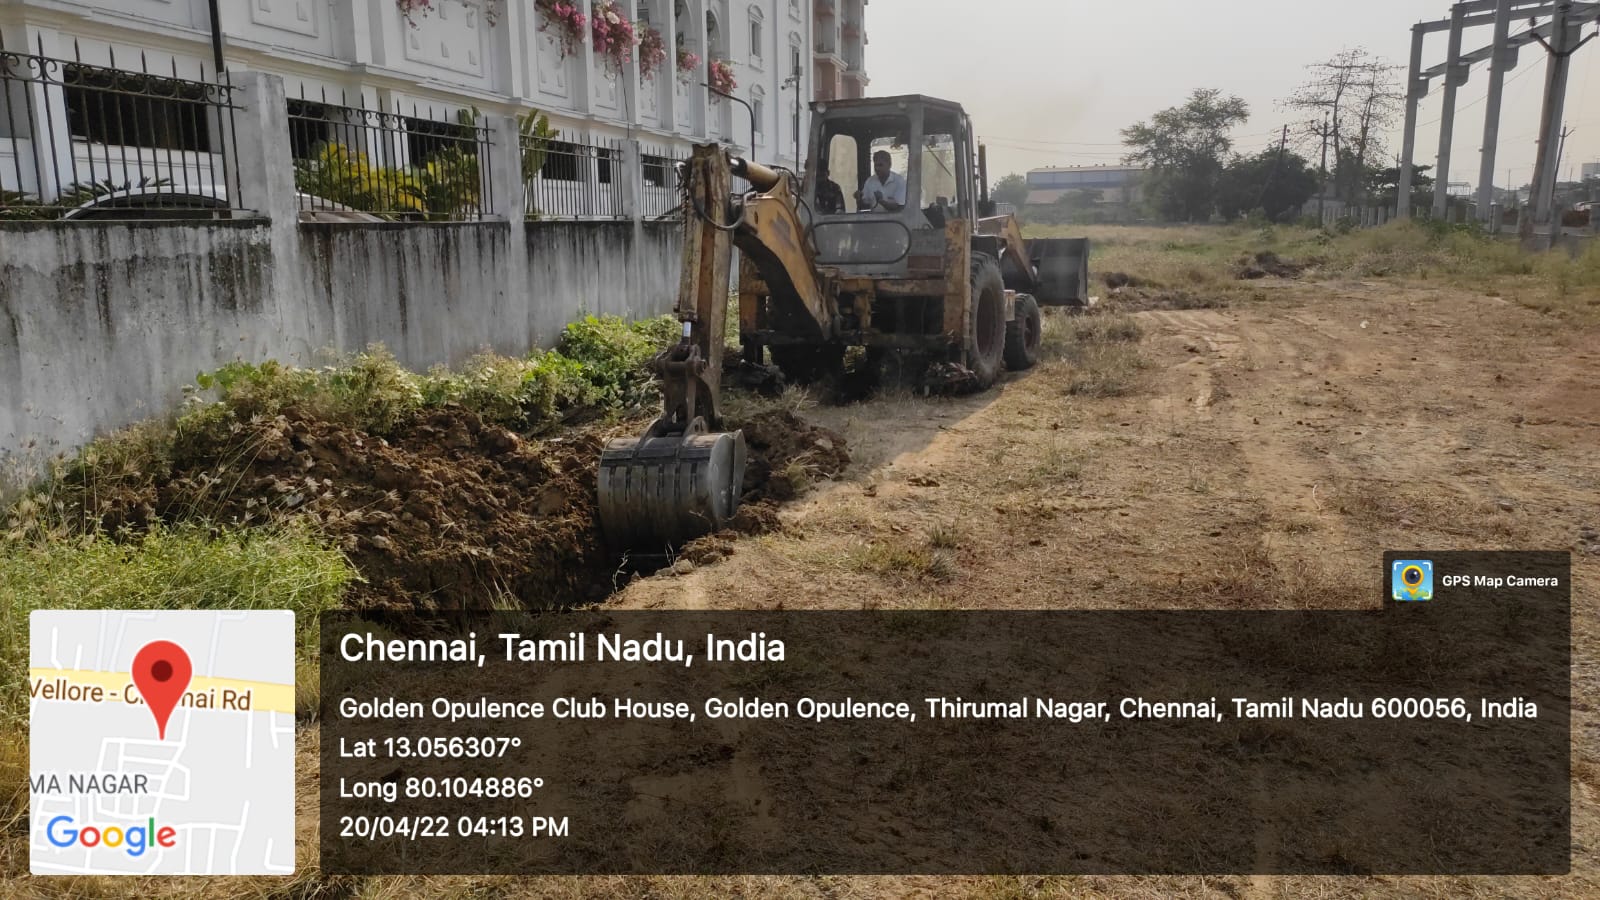 GPS Map Camera
Chennai, Tamil Nadu, India
Golden Opulence Club House, Golden Opulence, Thirumal Nagar, Chennai, Tamil Nadu 600056, India
Lat 13.056307°
Long 80.104886°
20/04/22 04:13 PM
Vellore - C nai Rd
MA NAGAR
Google